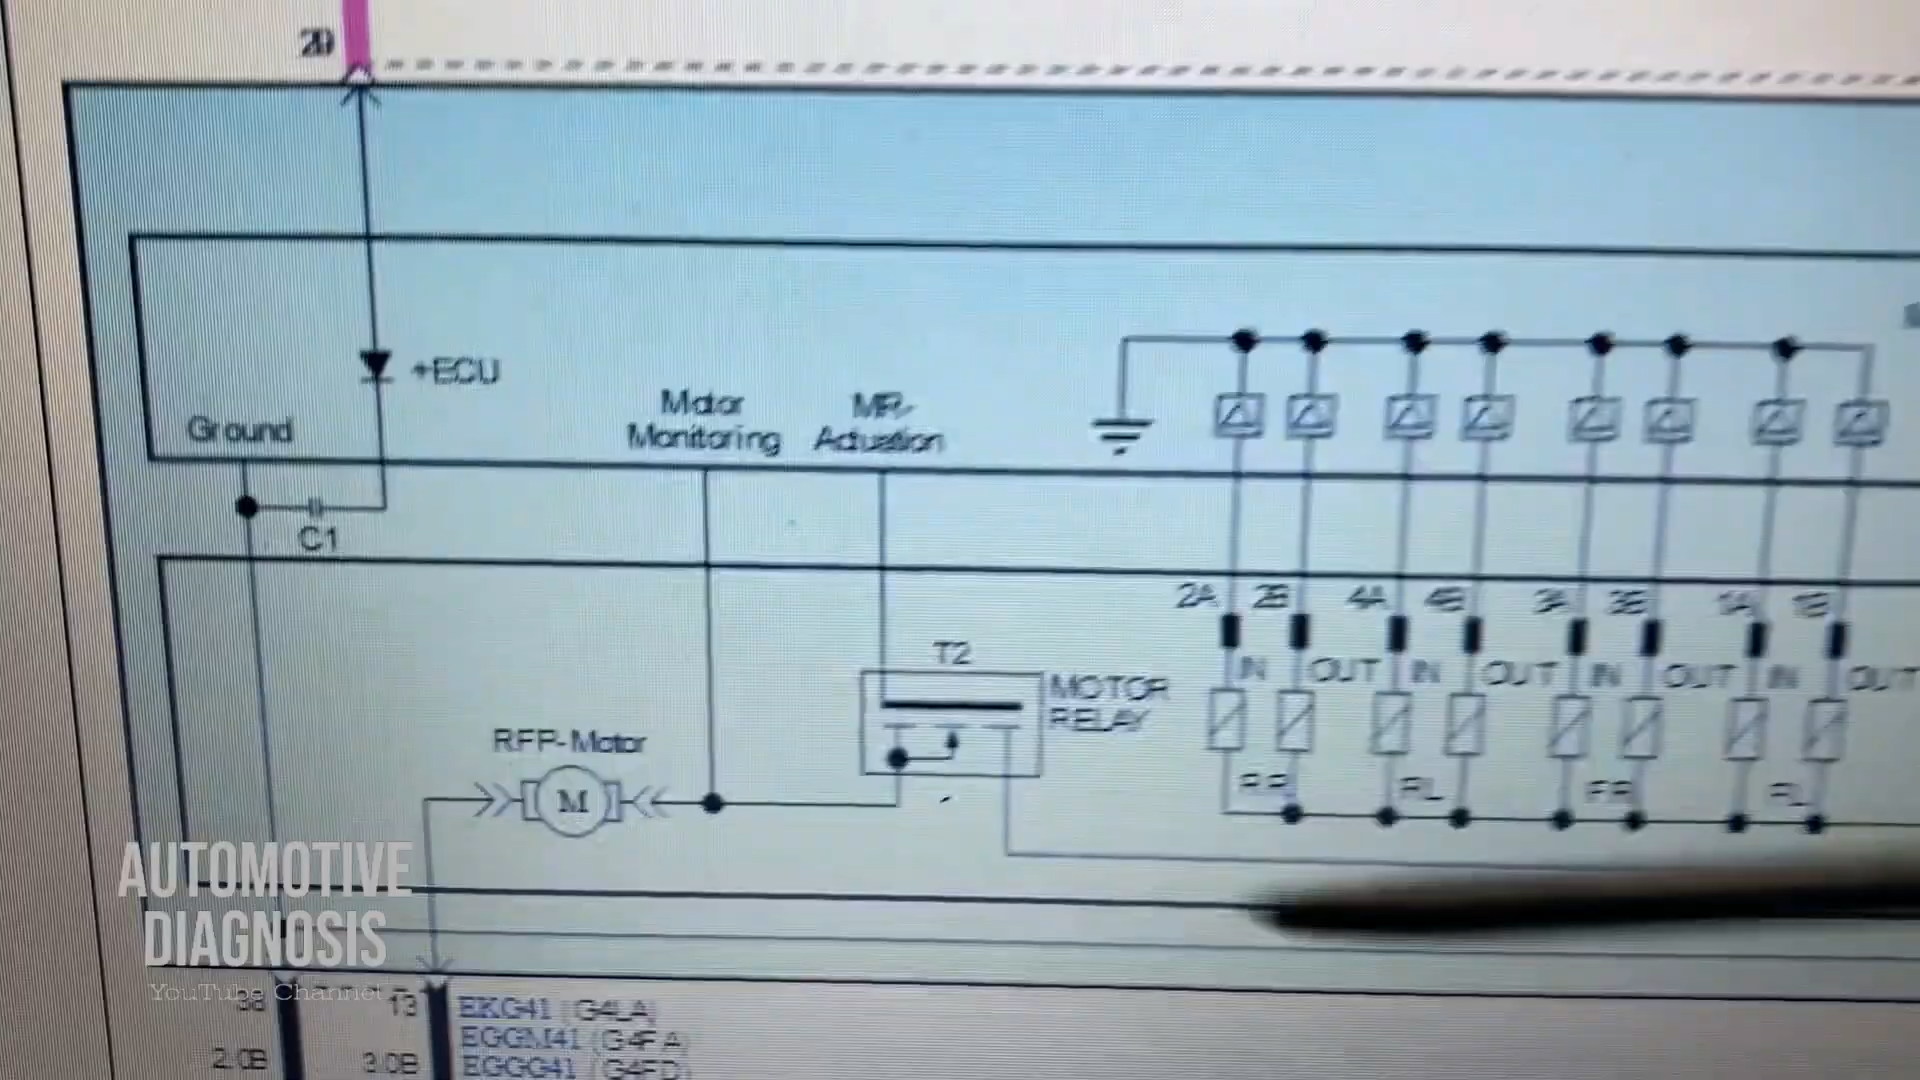 29
+ECU
Ground
Motor
Monitoring
MR-
Actuation
C1
2A 2B 4A 4B 3A 3B 1A 1B
T2
MOTOR
RELAY
IN OUT IN OUT IN OUT IN OUT
RFP-Motor
M
RR RL FR FL
AUTOMOTIVE
DIAGNOSIS
YouTube Channel
38 13
2.0B 3.0B
EKG41 (G4LA)
EGGM41 (G4FA)
EGGG41 (G4FD)